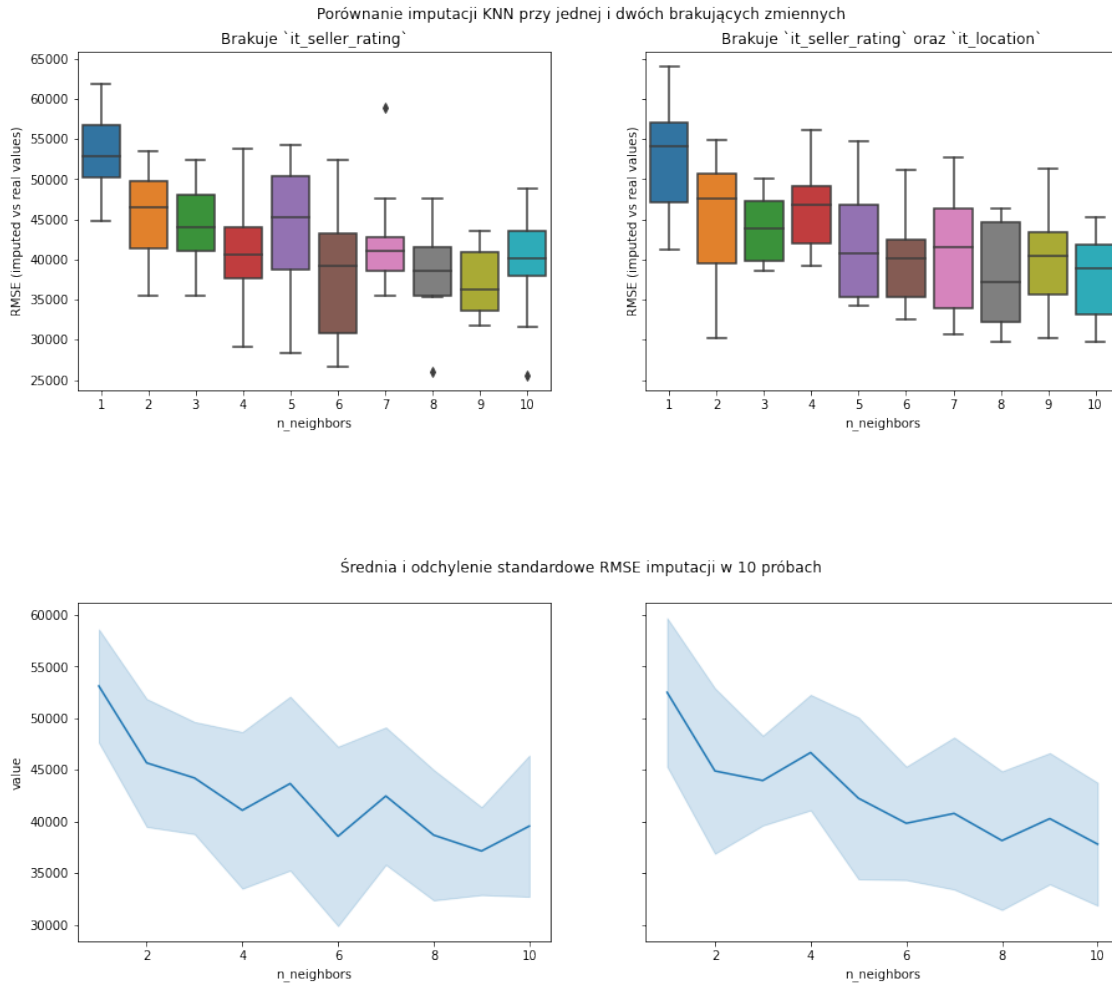 Porównanie imputacji KNN przy jednej i dwóch brakujących zmiennych
Brakuje `it_seller_rating`
Brakuje `it_seller_rating` oraz `it_location`
RMSE (imputed vs real values)
65000
60000
55000
50000
45000
40000
35000
30000
25000
1 2 3 4 5 6 7 8 9 10
n_neighbors
RMSE (imputed vs real values)
1 2 3 4 5 6 7 8 9 10
n_neighbors
Średnia i odchylenie standardowe RMSE imputacji w 10 próbach
value
60000
55000
50000
45000
40000
35000
30000
2 4 6 8 10
n_neighbors
2 4 6 8 10
n_neighbors